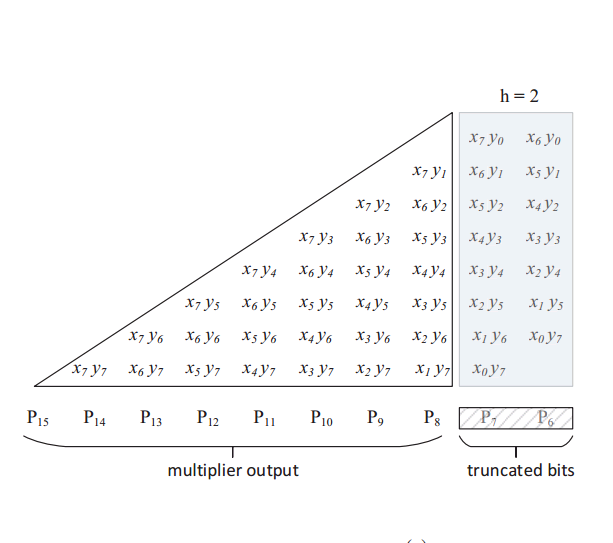 h = 2
x7 y0 x6 y0
x7 y1 x6 y1 x5 y1
x7 y2 x6 y2 x5 y2 x4 y2
x7 y3 x6 y3 x5 y3 x4 y3 x3 y3
x7 y4 x6 y4 x5 y4 x4 y4 x3 y4 x2 y4
x7 y5 x6 y5 x5 y5 x4 y5 x3 y5 x2 y5 x1 y5
x7 y6 x6 y6 x5 y6 x4 y6 x3 y6 x2 y6 x1 y6 x0 y7
x7 y7 x6 y7 x5 y7 x4 y7 x3 y7 x2 y7 x1 y7 x0 y7
P15 P14 P13 P12 P11 P10 P9 P8 P7 P6
multiplier output truncated bits